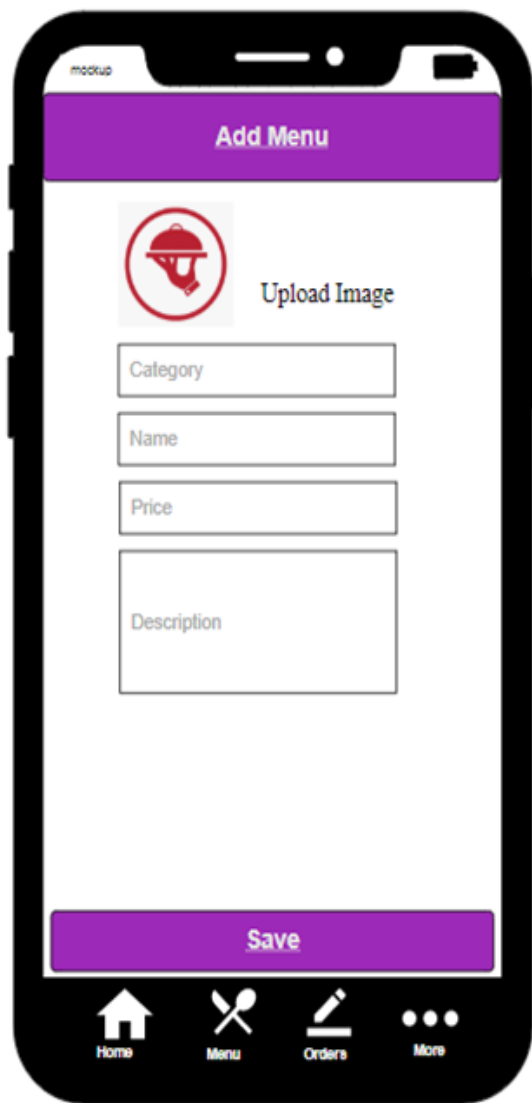 mockup
Add Menu
Upload Image
Category
Name
Price
Description
Save
Home Menu Orders More